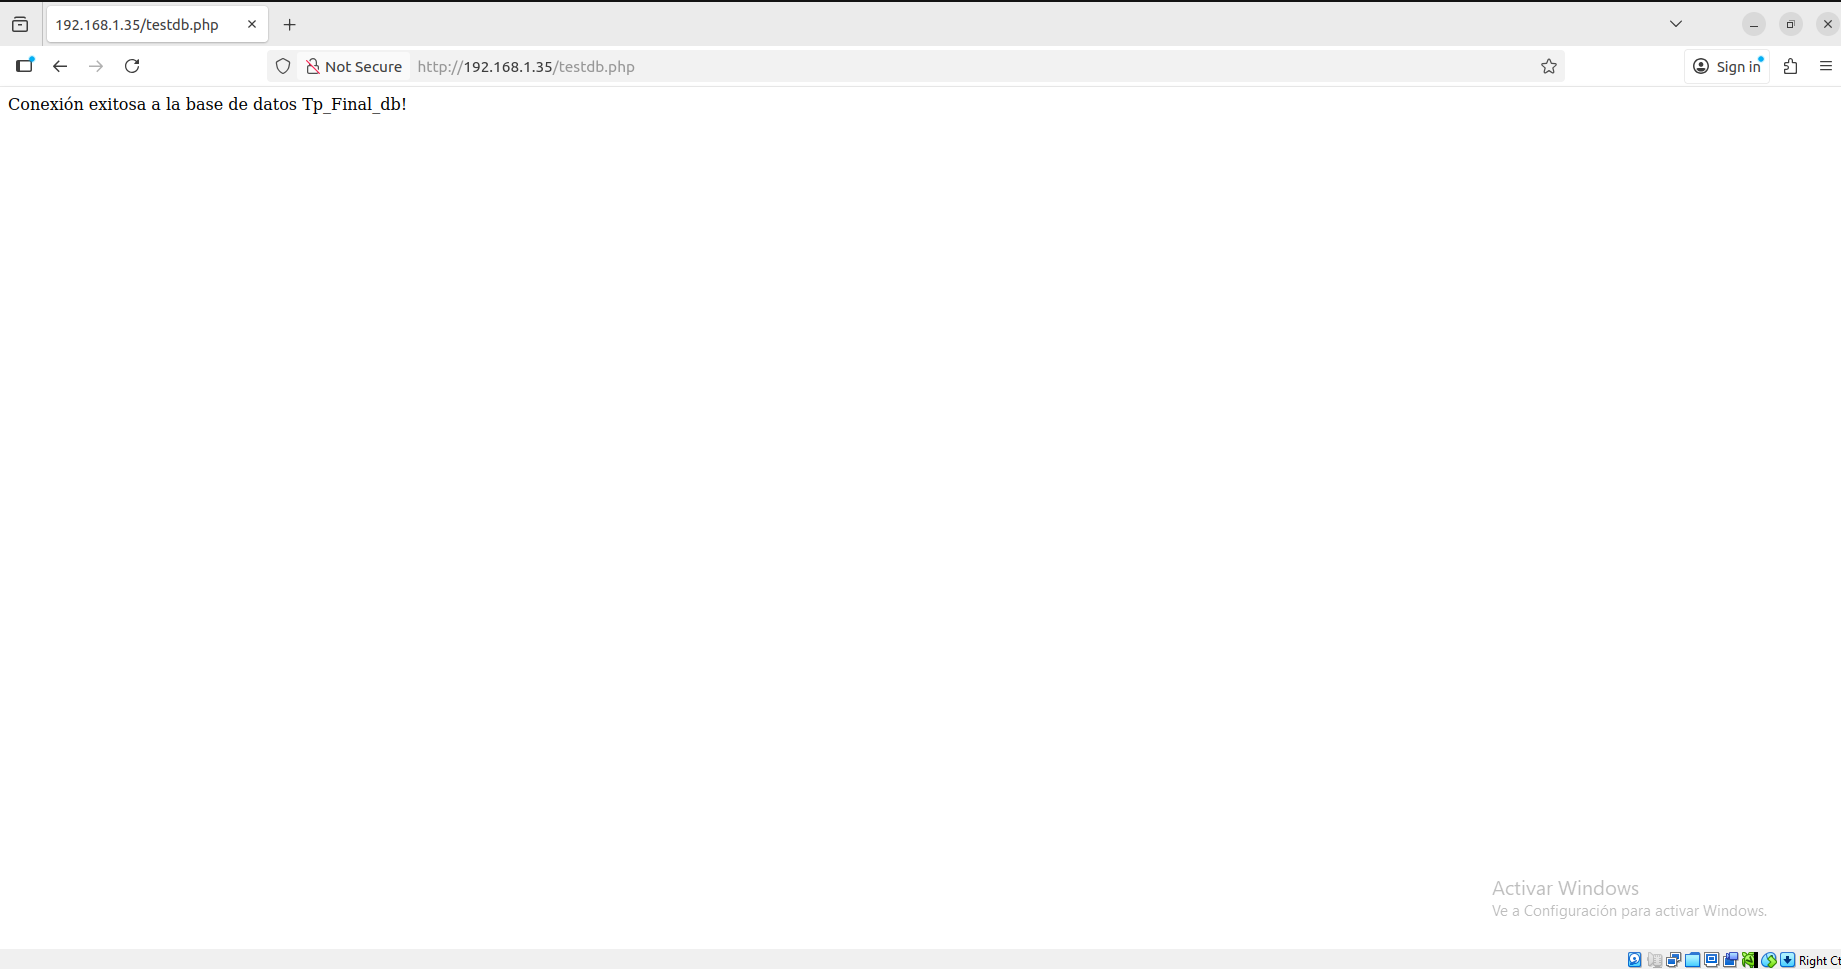 192.168.1.35/testdb.php
Not Secure http://192.168.1.35/testdb.php
Sign in
Conexión exitosa a la base de datos Tp_Final_db!
Activar Windows
Ve a Configuración para activar Windows.
Right Ct